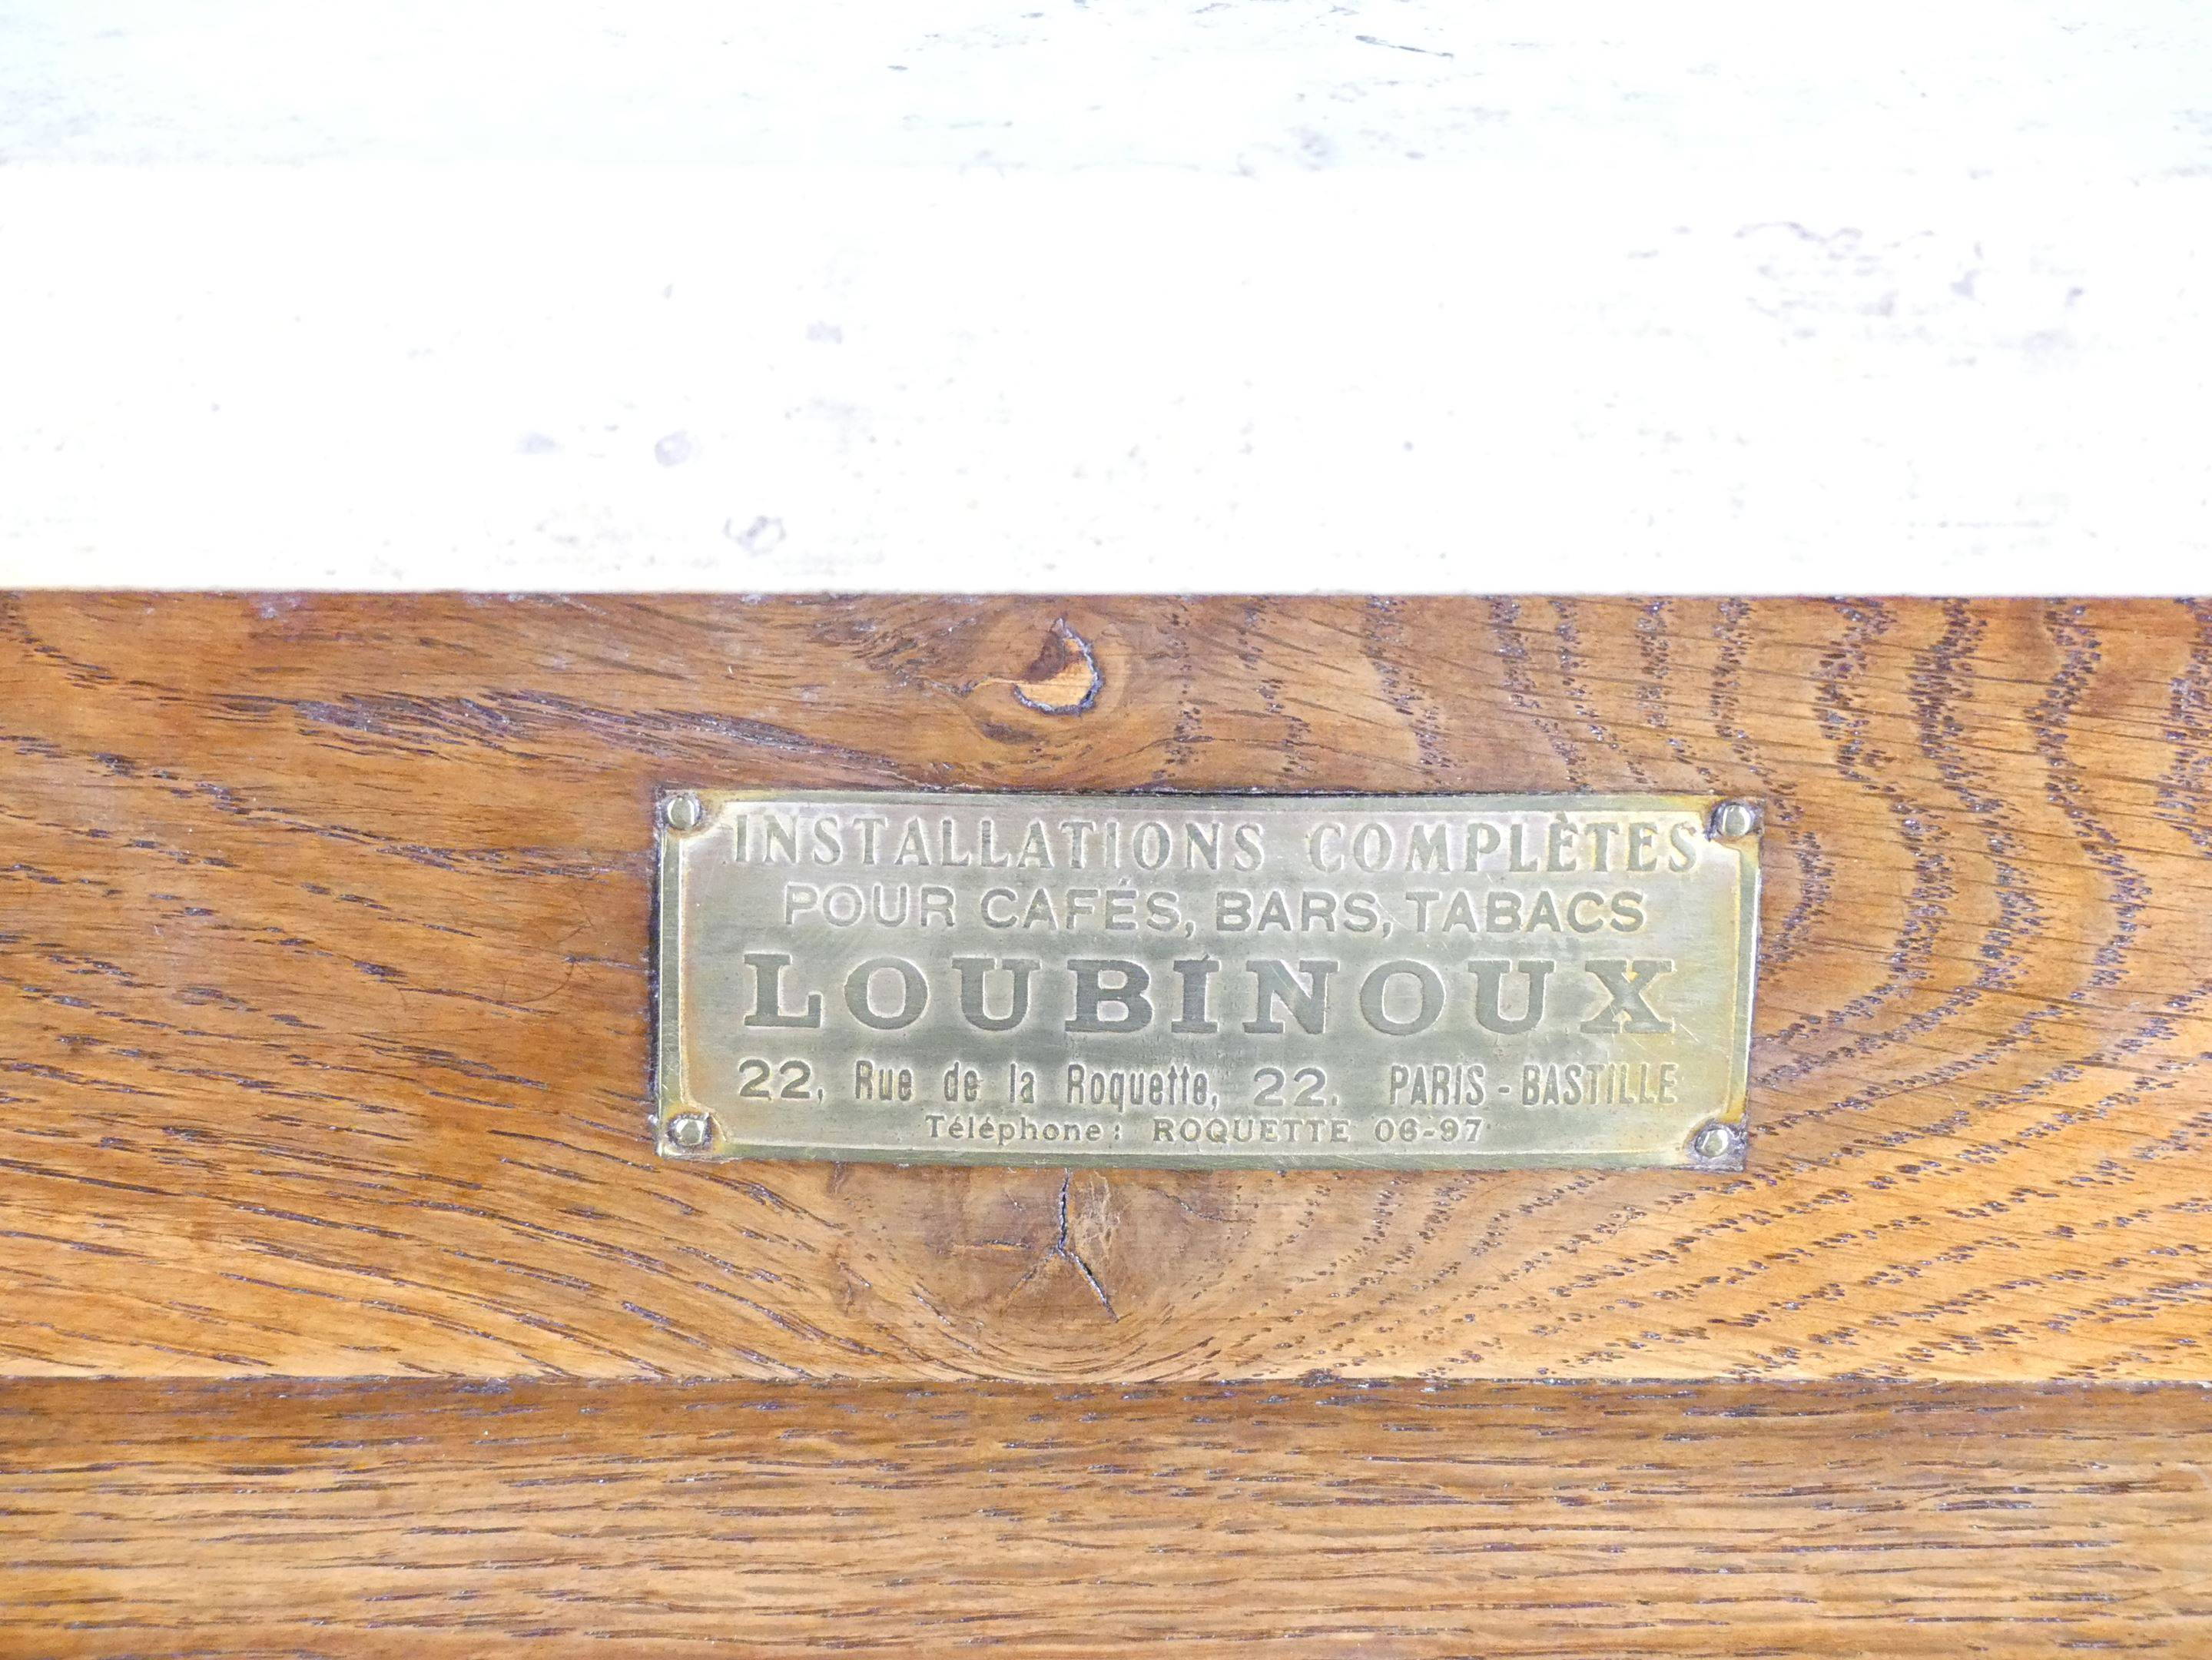 INSTALLATIONS COMPLÈTES
POUR CAFÉS, BARS, TABACS
LOUBINOUX
22, Rue de la Roquette, 22. PARIS - BASTILLE
Téléphone: ROQUETTE 06-97